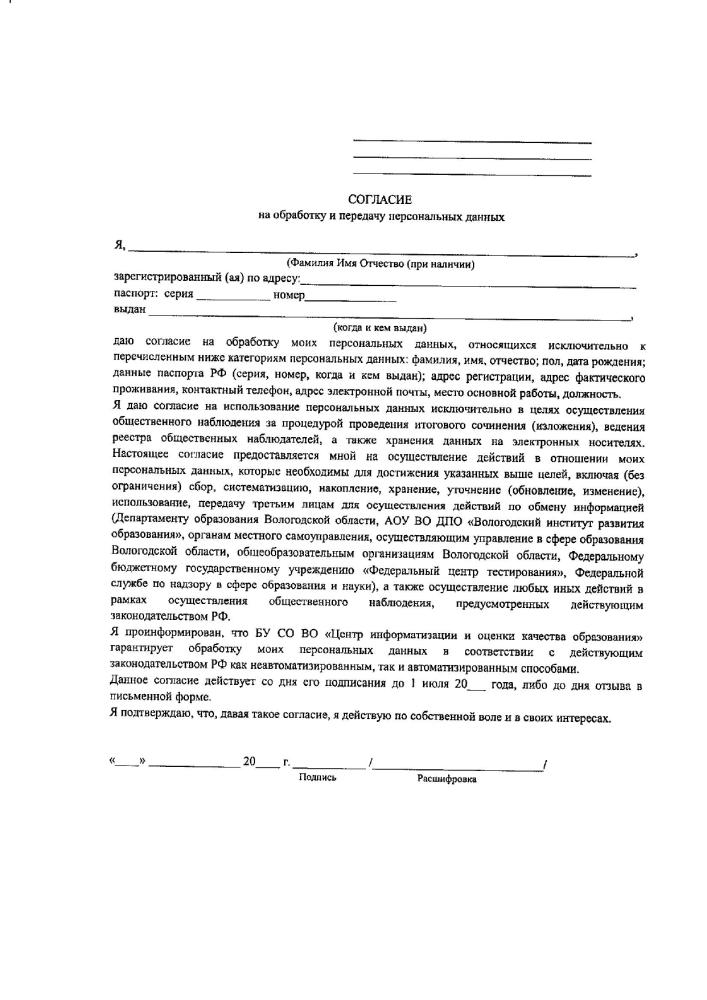 СОГЛАСИЕ
на обработку и передачу персональных данных
Я, ,
(Фамилия Имя Отчество (при наличии)
зарегистрированный (ая) по адресу:
паспорт: серия ____________ номер_______________
выдан ,
(когда и кем выдан)
даю согласие на обработку моих персональных данных, относящихся исключительно к
перечисленным ниже категориям персональных данных: фамилия, имя, отчество; пол, дата рождения;
данные паспорта РФ (серия, номер, когда и кем выдан); адрес регистрации, адрес фактического
проживания, контактный телефон, адрес электронной почты, место основной работы, должность.
Я даю согласие на использование персональных данных исключительно в целях осуществления
общественного наблюдения за процедурой проведения итогового сочинения (изложения), ведения
реестра общественных наблюдателей, а также хранения данных на электронных носителях.
Настоящее согласие предоставляется мной на осуществление действий в отношении моих
персональных данных, которые необходимы для достижения указанных выше целей, включая (без
ограничения) сбор, систематизацию, накопление, хранение, уточнение (обновление, изменение),
использование, передачу третьим лицам для осуществления действий по обмену информацией
(Департаменту образования Вологодской области, АОУ ВО ДПО «Вологодский институт развития
образования», органам местного самоуправления, осуществляющим управление в сфере образования
Вологодской области, общеобразовательным организациям Вологодской области, Федеральному
бюджетному государственному учреждению «Федеральный центр тестирования», Федеральной
службе по надзору в сфере образования и науки), а также осуществление любых иных действий в
рамках осуществления общественного наблюдения, предусмотренных действующим
законодательством РФ.
Я проинформирован, что БУ СО ВО «Центр информатизации и оценки качества образования»
гарантирует обработку моих персональных данных в соответствии с действующим
законодательством РФ как неавтоматизированным, так и автоматизированным способами.
Данное согласие действует со дня его подписания до 1 июля 20___ года, либо до дня отзыва в
письменной форме.
Я подтверждаю, что, давая такое согласие, я действую по собственной воле и в своих интересах.
«____» _______________ 20____ г. ____________ /____________________________/
Подпись Расшифровка